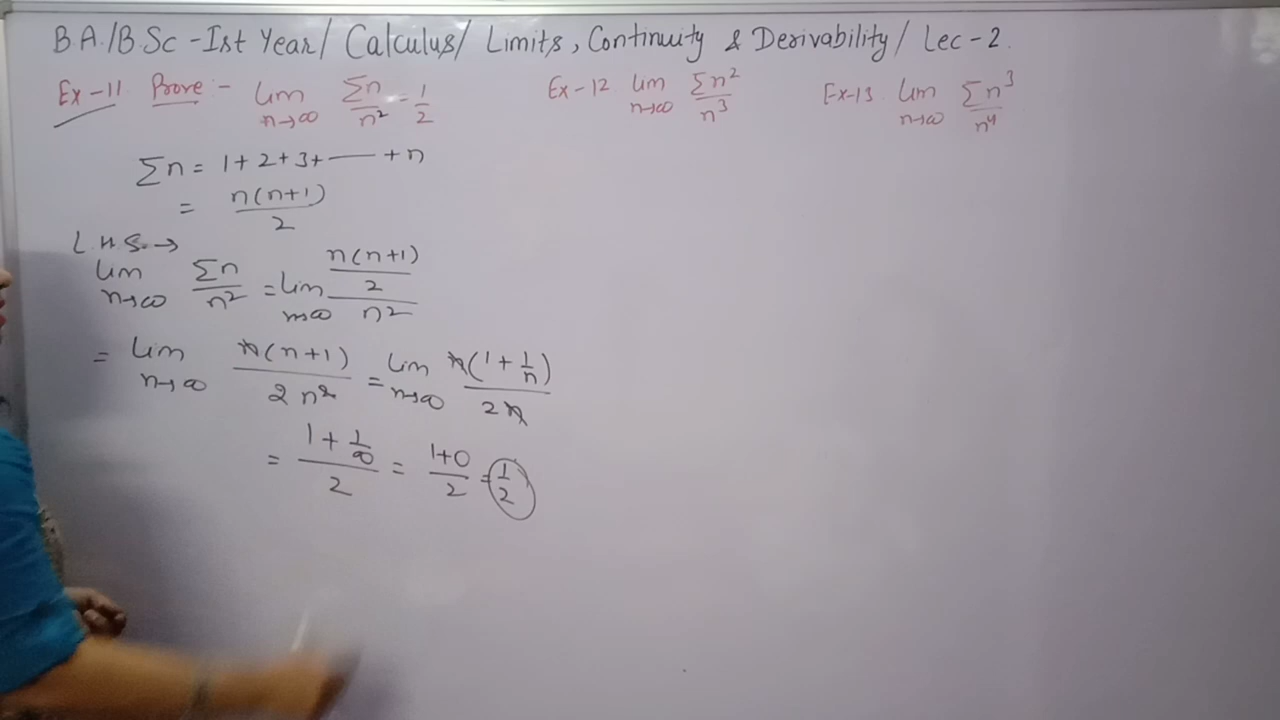 B.A./B.Sc - Ist Year/ Calculus/ Limits, Continuity & Derivability/ Lec-2.
Ex-11 Prove:- lim n→∞ Σn/n² = 1/2
Ex-12 lim n→∞ Σn²/n³
Ex-13. lim n→∞ Σn³/n⁴
Σn = 1+2+3+ — +n
= n(n+1)/2
L.H.S. →
lim n→∞ Σn/n² = lim n→∞ (n(n+1)/2)/n²
= lim n→∞ n(n+1)/2n² = lim n→∞ n(1+1/n)/2n
= (1+1/∞)/2 = (1+0)/2 = 1/2